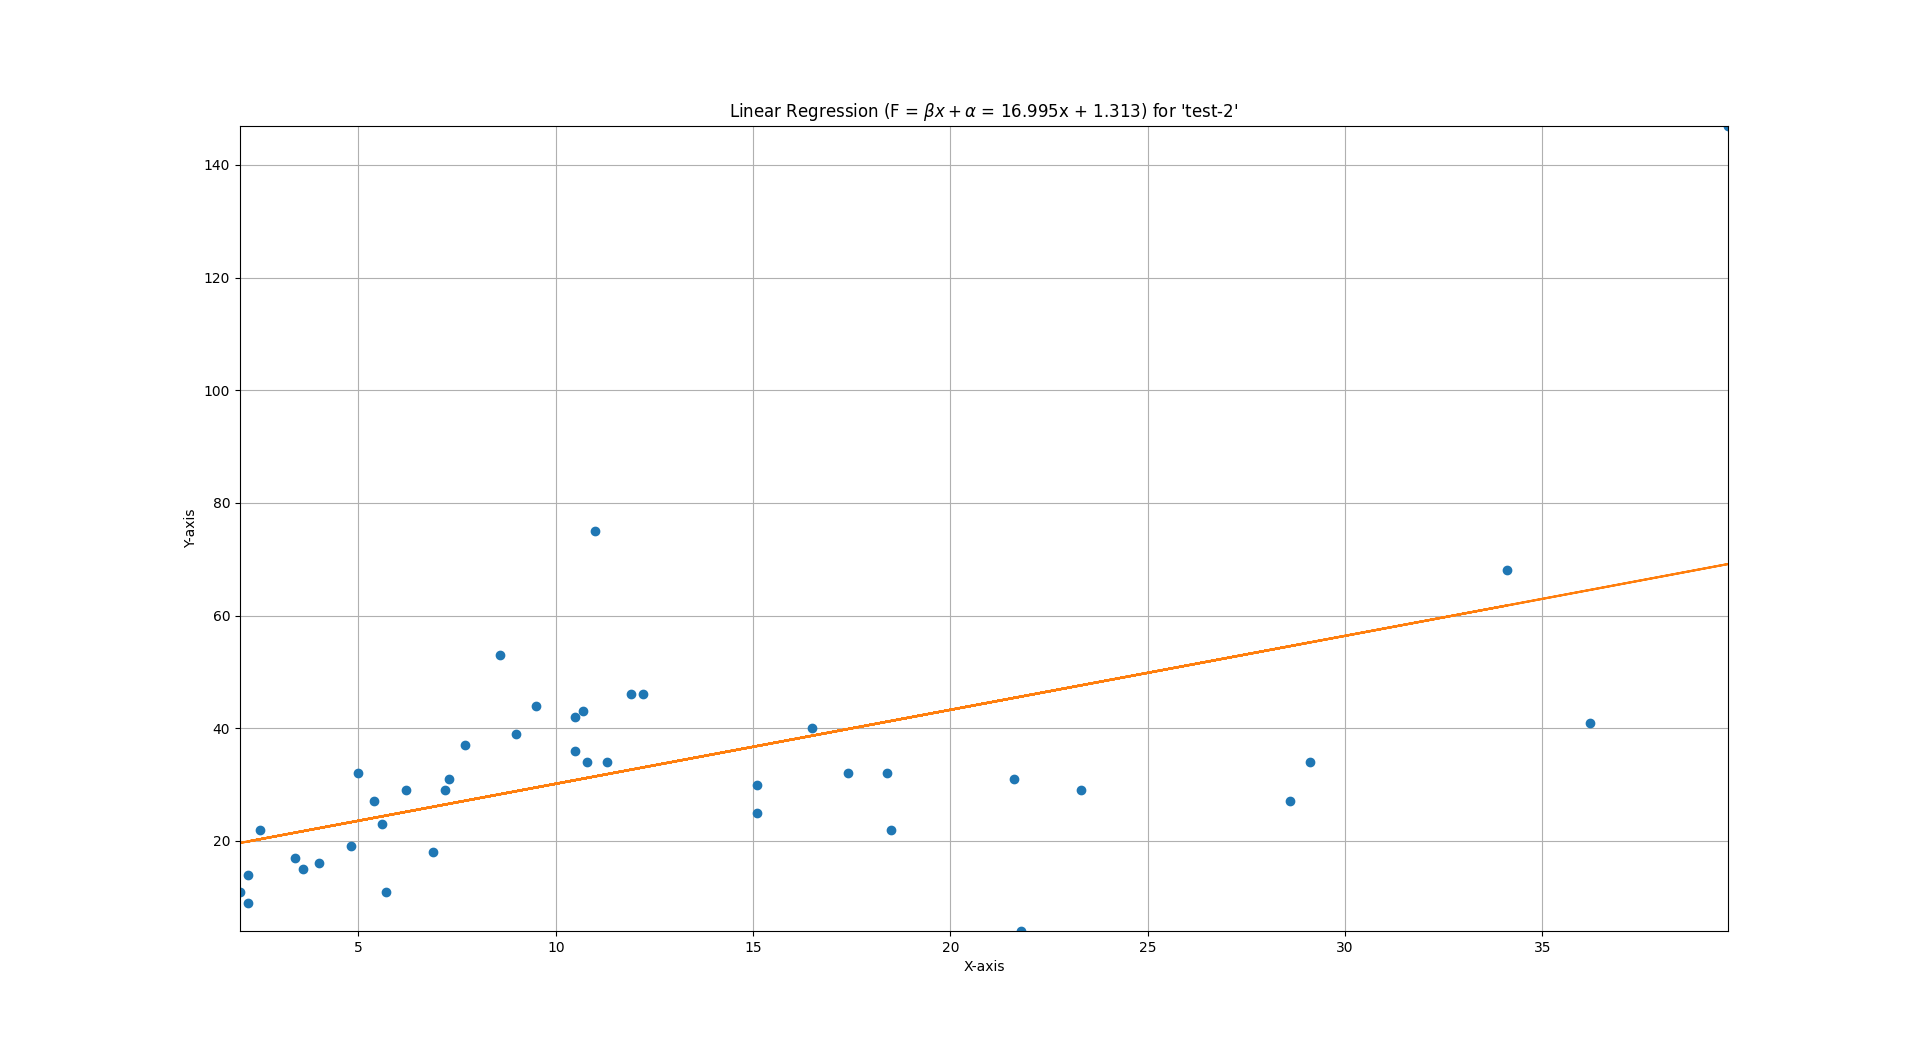 Linear Regression (F = βx + α = 16.995x + 1.313) for 'test-2'
140
120
100
80
60
40
20
Y-axis
5 10 15 20 25 30 35
X-axis